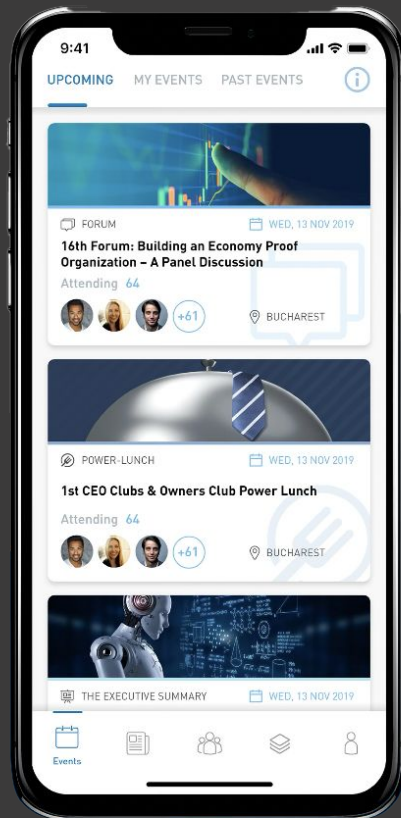 9:41
UPCOMING MY EVENTS PAST EVENTS
FORUM WED, 13 NOV 2019
16th Forum: Building an Economy Proof
Organization – A Panel Discussion
Attending 64
+61 BUCHAREST
POWER-LUNCH WED, 13 NOV 2019
1st CEO Clubs & Owners Club Power Lunch
Attending 64
+61 BUCHAREST
THE EXECUTIVE SUMMARY WED, 13 NOV 2019
Events